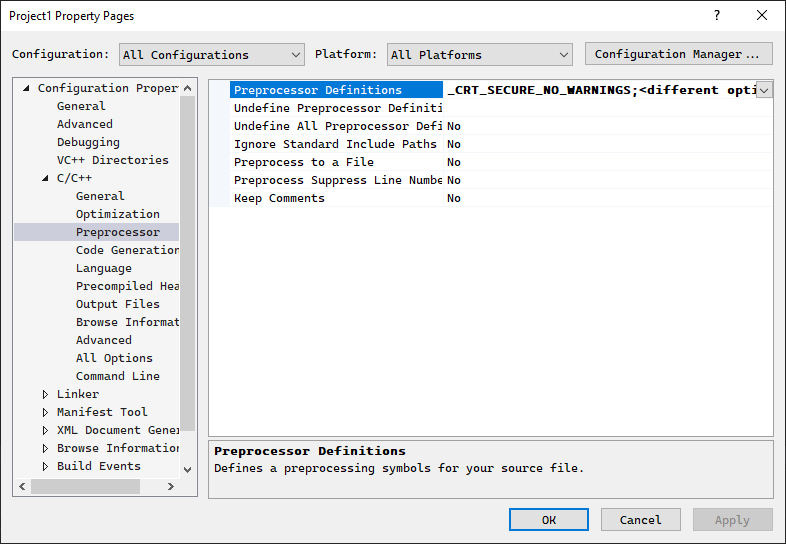 Project1 Property Pages
Configuration: All Configurations Platform: All Platforms Configuration Manager ...
Configuration Proper
General
Advanced
Debugging
VC++ Directories
C/C++
General
Optimization
Preprocessor
Code Generation
Language
Precompiled Hea
Output Files
Browse Informat
Advanced
All Options
Command Line
Linker
Manifest Tool
XML Document Gener
Browse Information
Build Events
Preprocessor Definitions _CRT_SECURE_NO_WARNINGS;<different opti
Undefine Preprocessor Definiti
Undefine All Preprocessor Defi No
Ignore Standard Include Paths No
Preprocess to a File No
Preprocess Suppress Line Numbe No
Keep Comments No
Preprocessor Definitions
Defines a preprocessing symbols for your source file.
OK Cancel Apply